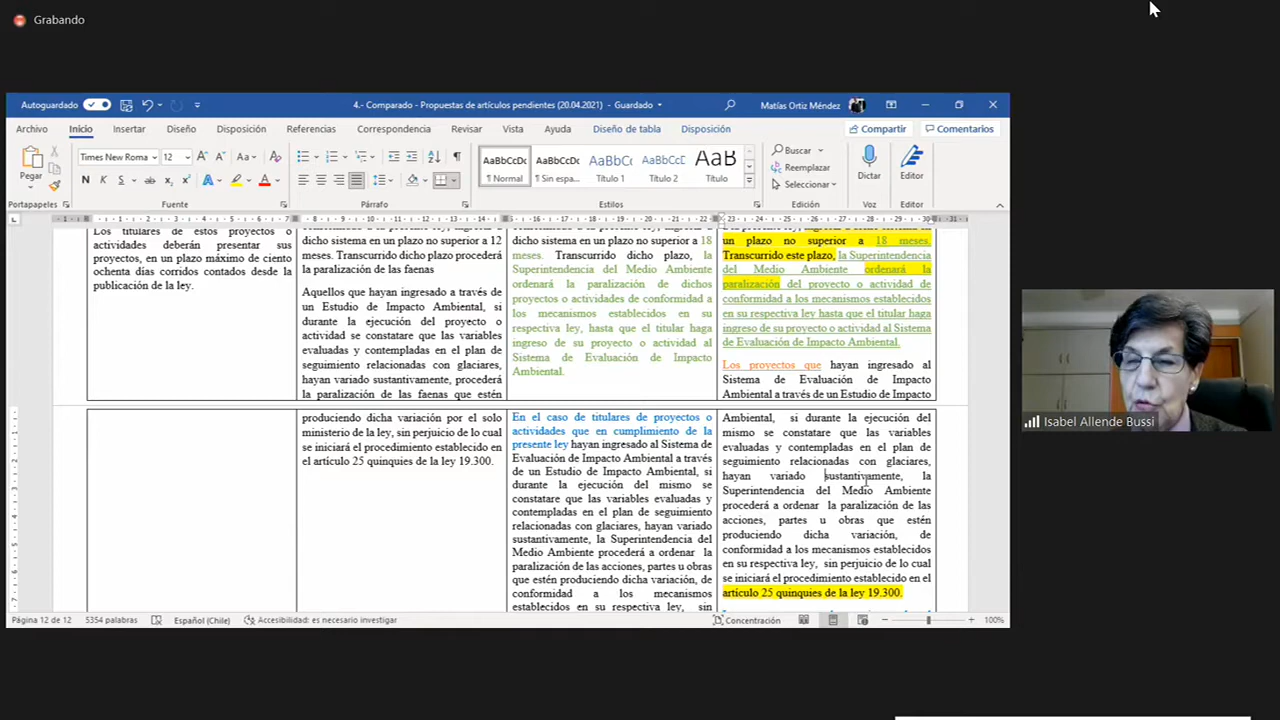 Grabando
Autoguardado
4.- Comparado - Propuestas de artículos pendientes (20.04.2021) - Guardado
Matías Ortiz Méndez
Archivo Inicio Insertar Diseño Disposición Referencias Correspondencia Revisar Vista Ayuda Diseño de tabla Disposición
Compartir Comentarios
Pegar
Times New Roma 12
N K S ab x₂ x²
AaBbCcDc AaBbCcDc AaBbCc AaBbCcD AaB
¶ Normal ¶ Sin espa... Título 1 Título 2 Título
Buscar
Reemplazar
Seleccionar
Dictar
Editor
Portapapeles Fuente Párrafo Estilos Edición Voz Editor
Los titulares de estos proyectos o
actividades deberán presentar sus
proyectos, en un plazo máximo de ciento
ochenta días corridos contados desde la
publicación de la ley.
dicho sistema en un plazo no superior a 12
meses. Transcurrido dicho plazo procederá
la paralización de las faenas
Aquellos que hayan ingresado a través de
un Estudio de Impacto Ambiental, si
durante la ejecución del proyecto o
actividad se constatare que las variables
evaluadas y contempladas en el plan de
seguimiento relacionadas con glaciares,
hayan variado sustantivamente, procederá
la paralización de las faenas que estén
producindo dicha variación por el solo
ministerio de la ley, sin perjuicio de lo cual
se iniciará el procedimiento establecido en
el artículo 25 quinquies de la ley 19.300.
dicho sistema en un plazo no superior a 18
meses. Transcurrido dicho plazo, la
Superintendencia del Medio Ambiente
ordenará la paralización de dichos
proyectos o actividades de conformidad a
los mecanismos establecidos en su
respectiva ley, hasta que el titular haga
ingreso de su proyecto o actividad al
Sistema de Evaluación de Impacto
Ambiental.
En el caso de titulares de proyectos o
actividades que en cumplimiento de la
presente ley hayan ingresado al Sistema de
Evaluación de Impacto Ambiental a través
de un Estudio de Impacto Ambiental, si
durante la ejecución del mismo se
constatare que las variables evaluadas y
contempladas en el plan de seguimiento
relacionadas con glaciares, hayan variado
sustantivamente, la Superintendencia del
Medio Ambiente procederá a ordenar la
paralización de las acciones, partes u obras
que estén produciendo dicha variación, de
conformidad a los mecanismos
establecidos en su respectiva ley, sin
un plazo no superior a 18 meses.
Transcurrido este plazo, la Superintendencia
del Medio Ambiente ordenará la
paralización del proyecto o actividad de
conformidad a los mecanismos establecidos
en su respectiva ley hasta que el titular haga
ingreso de su proyecto o actividad al Sistema
de Evaluación de Impacto Ambiental.
Los proyectos que hayan ingresado al
Sistema de Evaluación de Impacto
Ambiental a través de un Estudio de Impacto
Ambiental, si durante la ejecución del
mismo se constatare que las variables
evaluadas y contempladas en el plan de
seguimiento relacionadas con glaciares,
hayan variado sustantivamente, la
Superintendencia del Medio Ambiente
procederá a ordenar la paralización de las
acciones, partes u obras que estén
produciendo dicha variación, de
conformidad a los mecanismos establecidos
en su respectiva ley, sin perjuicio de lo cual
se iniciará el procedimiento establecido en el
artículo 25 quinquies de la ley 19.300.
Isabel Allende Bussi
Página 12 de 12 5354 palabras Español (Chile) Accesibilidad: es necesario investigar Concentración 100%